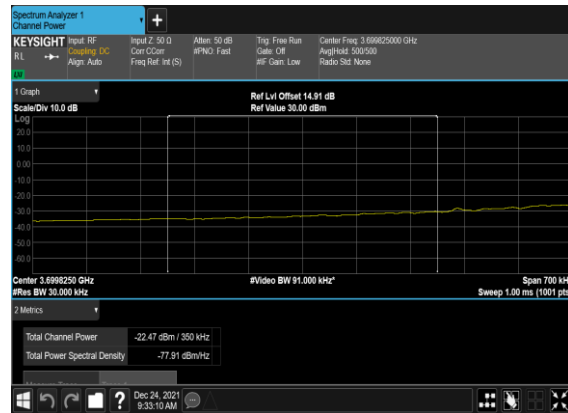 Spectrum Analyzer 1
Channel Power
+
KEYSIGHT Input: RF Input Z: 50 Ω Atten: 50 dB Trig: Free Run Center Freq: 3.699825000 GHz
RL Coupling: DC Corr CCorr #PNO: Fast Gate: Off Avg|Hold: 500/500
Align: Auto Freq Ref: Int (S) #IF Gain: Low Radio Std: None
1 Graph
Ref Lvl Offset 14.91 dB
Scale/Div 10.0 dB Ref Value 30.00 dBm
Log
20.0
10.0
0.00
-10.0
-20.0
-30.0
-40.0
-50.0
-60.0
Center 3.6998250 GHz #Video BW 91.000 kHz* Span 700 kH
#Res BW 30.000 kHz Sweep 1.00 ms (1001 pts
2 Metrics
Total Channel Power -22.47 dBm / 350 kHz
Total Power Spectral Density -77.91 dBm/Hz
? Dec 24, 2021
9:33:10 AM